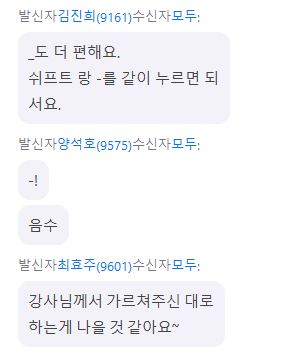 발신자김진희(9161)수신자모두:
_도 더 편해요.
쉬프트 랑 -를 같이 누르면 되
서요.
발신자양석호(9575)수신자모두:
-!
음수
발신자최효주(9601)수신자모두:
강사님께서 가르쳐주신 대로
하는게 나을 것 같아요~